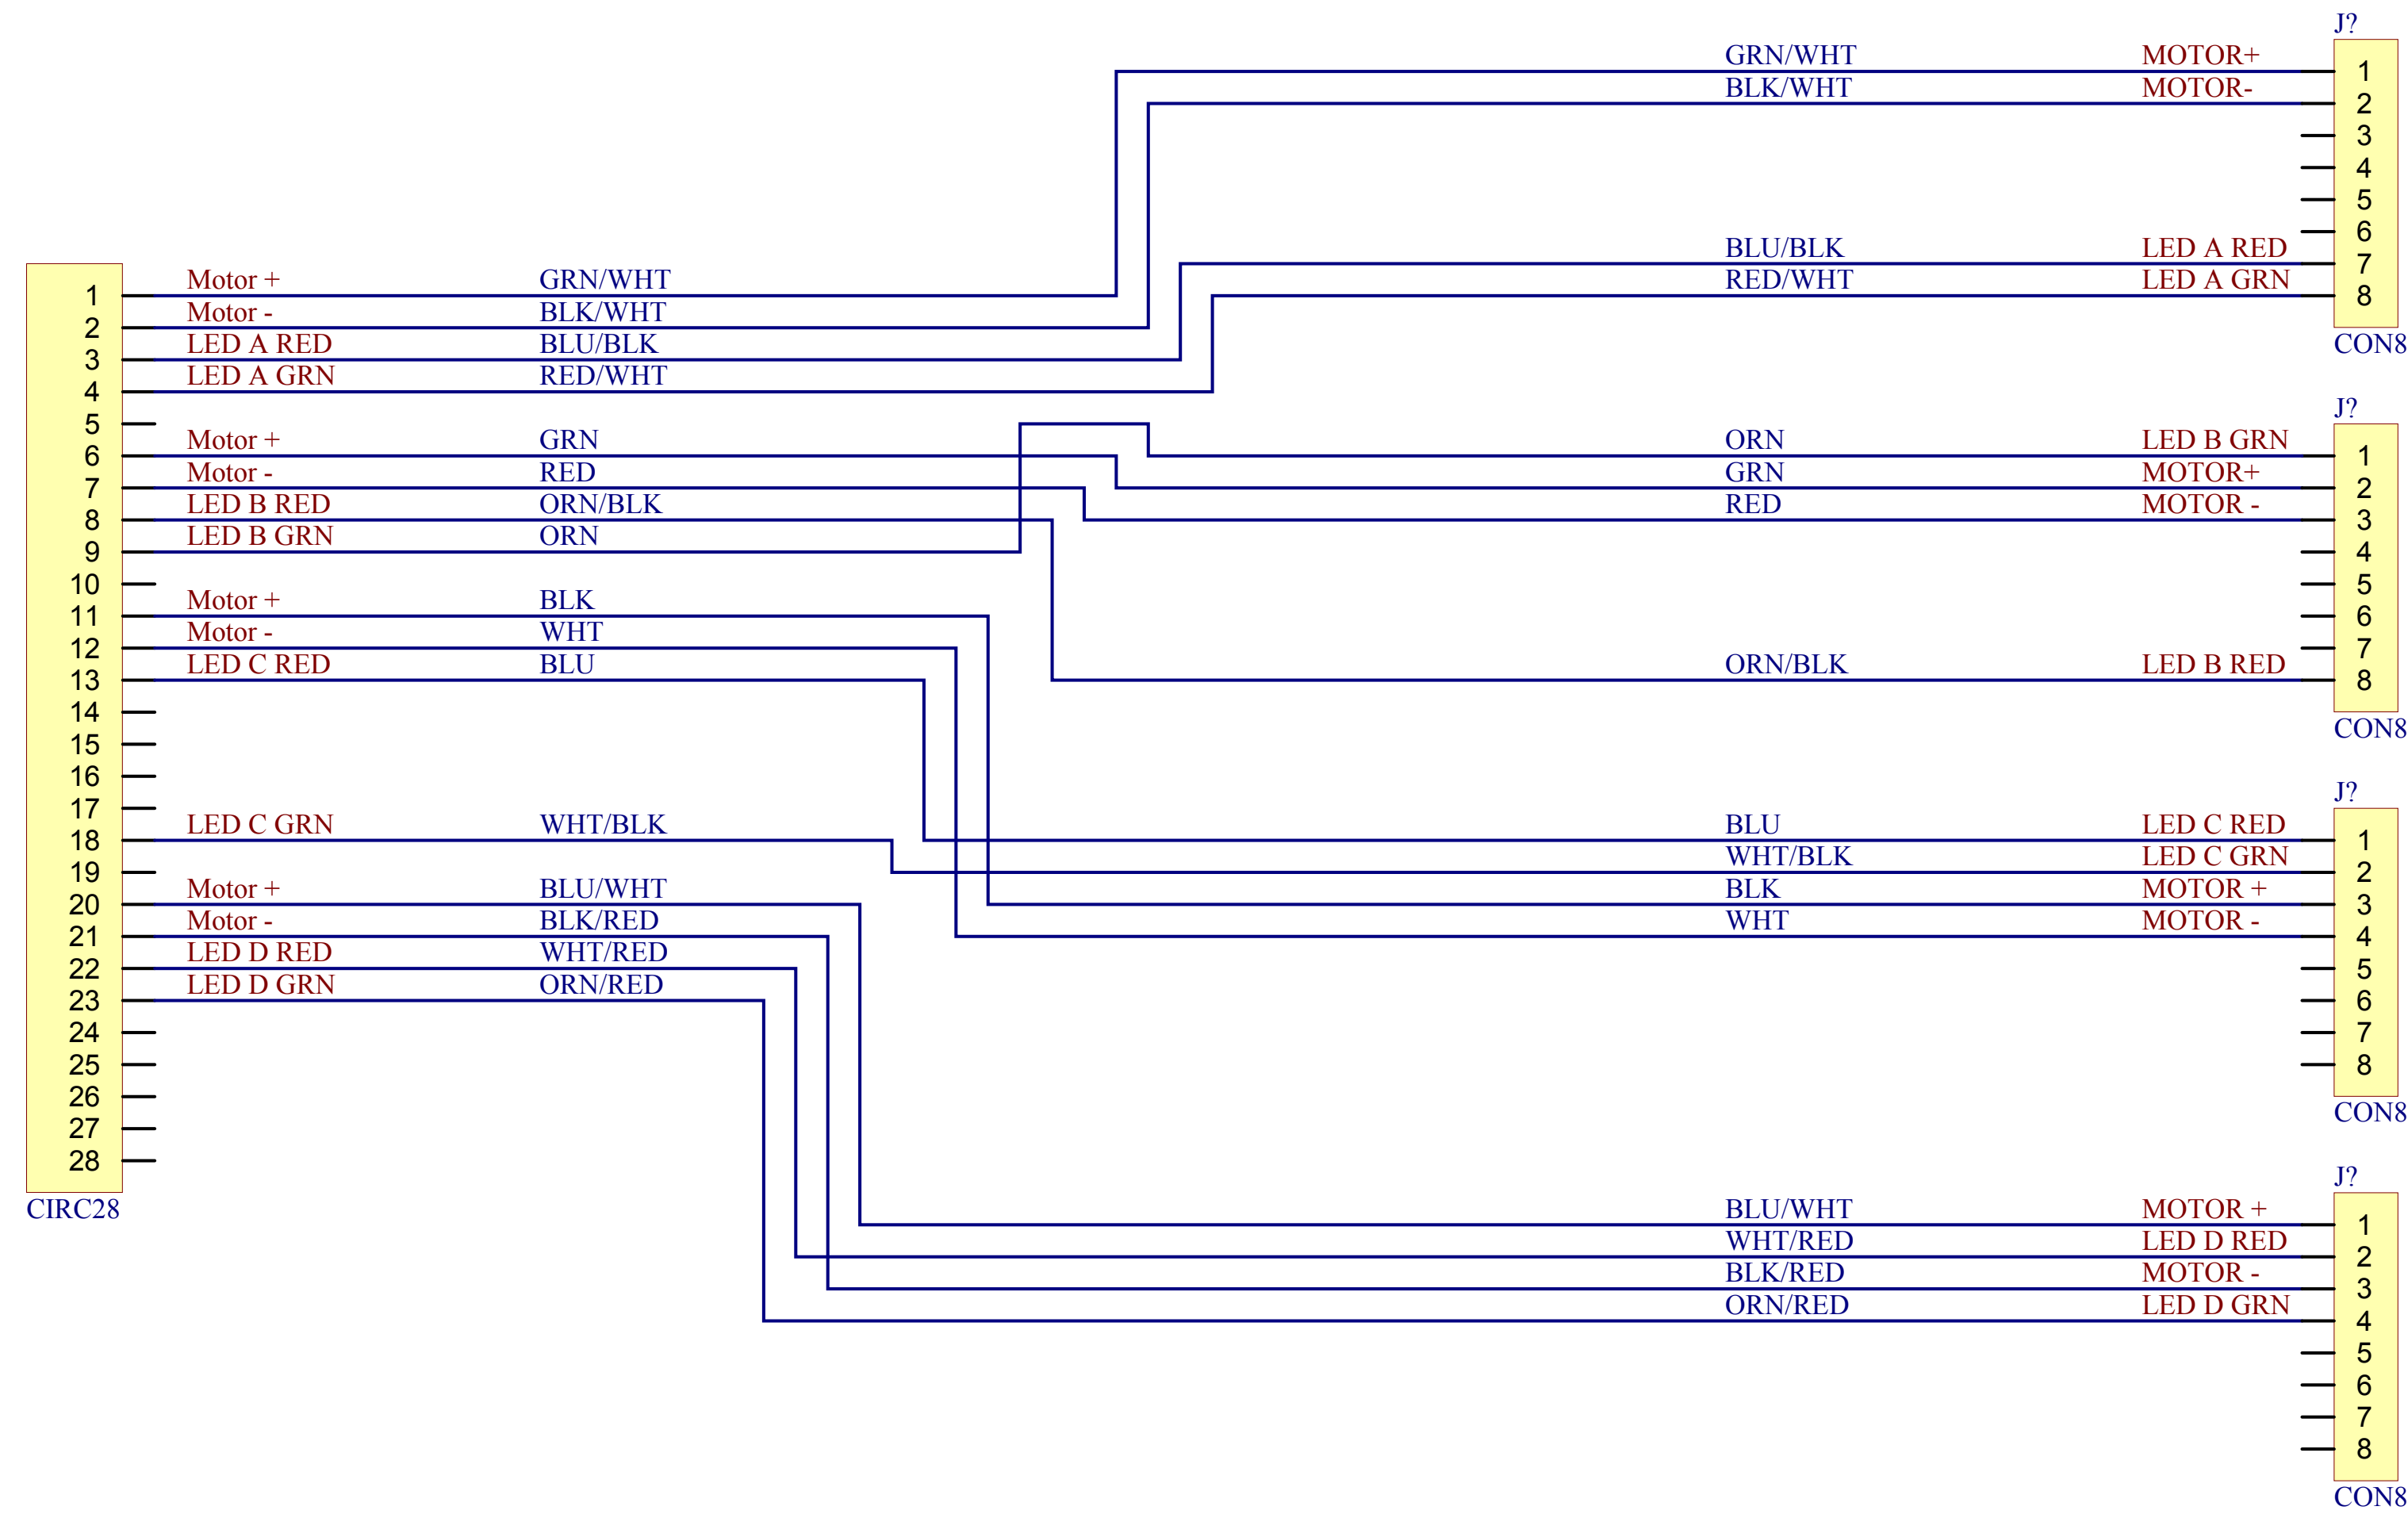 J?
GRN/WHT MOTOR+ 1
BLK/WHT MOTOR- 2
3
4
5
6
BLU/BLK LED A RED 7
RED/WHT LED A GRN 8
CON8
1 Motor + GRN/WHT
2 Motor - BLK/WHT
3 LED A RED BLU/BLK
4 LED A GRN RED/WHT
5
6 Motor + GRN
7 Motor - RED
8 LED B RED ORN/BLK
9 LED B GRN ORN
10
11 Motor + BLK
12 Motor - WHT
13 LED C RED BLU
14
15
16
17
18 LED C GRN WHT/BLK
19
20 Motor + BLU/WHT
21 Motor - BLK/RED
22 LED D RED WHT/RED
23 LED D GRN ORN/RED
24
25
26
27
28
CIRC28
J?
ORN LED B GRN 1
GRN MOTOR+ 2
RED MOTOR - 3
4
5
6
7
ORN/BLK LED B RED 8
CON8
J?
BLU LED C RED 1
WHT/BLK LED C GRN 2
BLK MOTOR + 3
WHT MOTOR - 4
5
6
7
8
CON8
J?
BLU/WHT MOTOR + 1
WHT/RED LED D RED 2
BLK/RED MOTOR - 3
ORN/RED LED D GRN 4
5
6
7
8
CON8